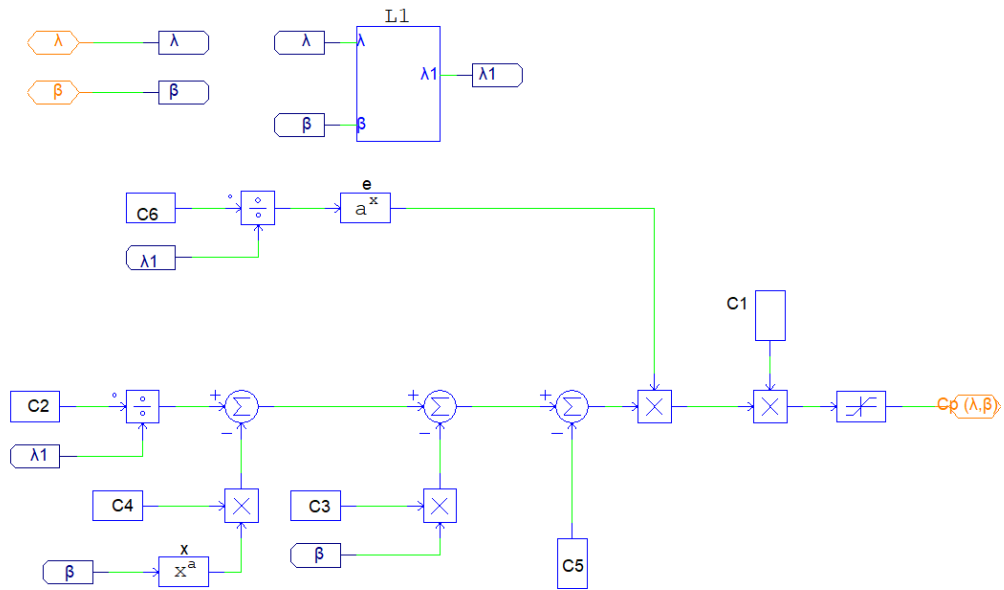 L1
λ λ λ λ
λ1 λ1
β β β β
e
C6 ÷ a^x
λ1
C1
C2 ÷ + Σ + Σ + Σ × × Cp (λ,β)
− − −
λ1
C4 × C3 ×
x β
β x^a C5